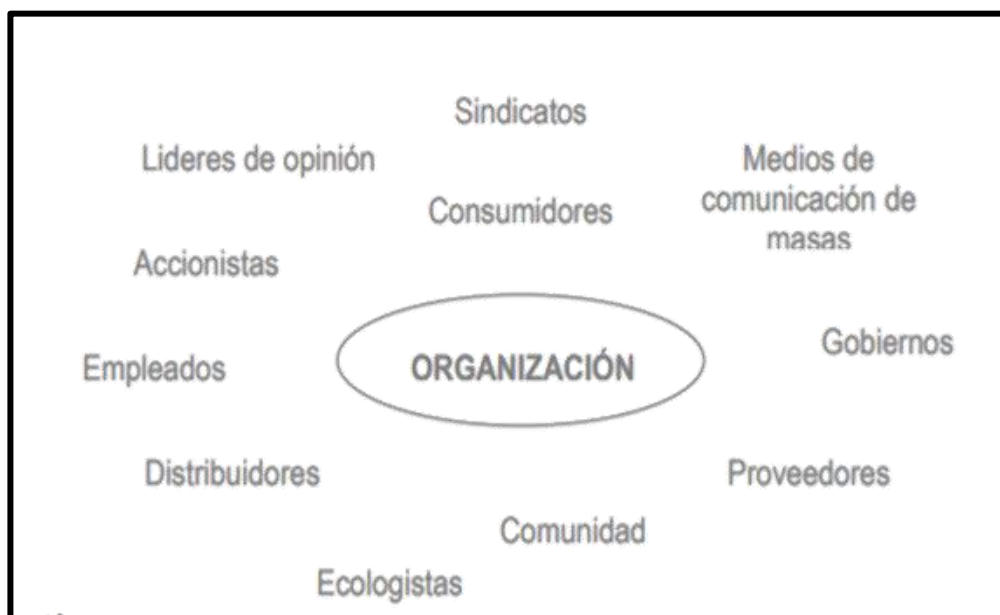 Sindicatos
Lideres de opinión
Medios de
comunicación de
masas
Consumidores
Accionistas
Gobiernos
Empleados
ORGANIZACIÓN
Distribuidores
Proveedores
Comunidad
Ecologistas